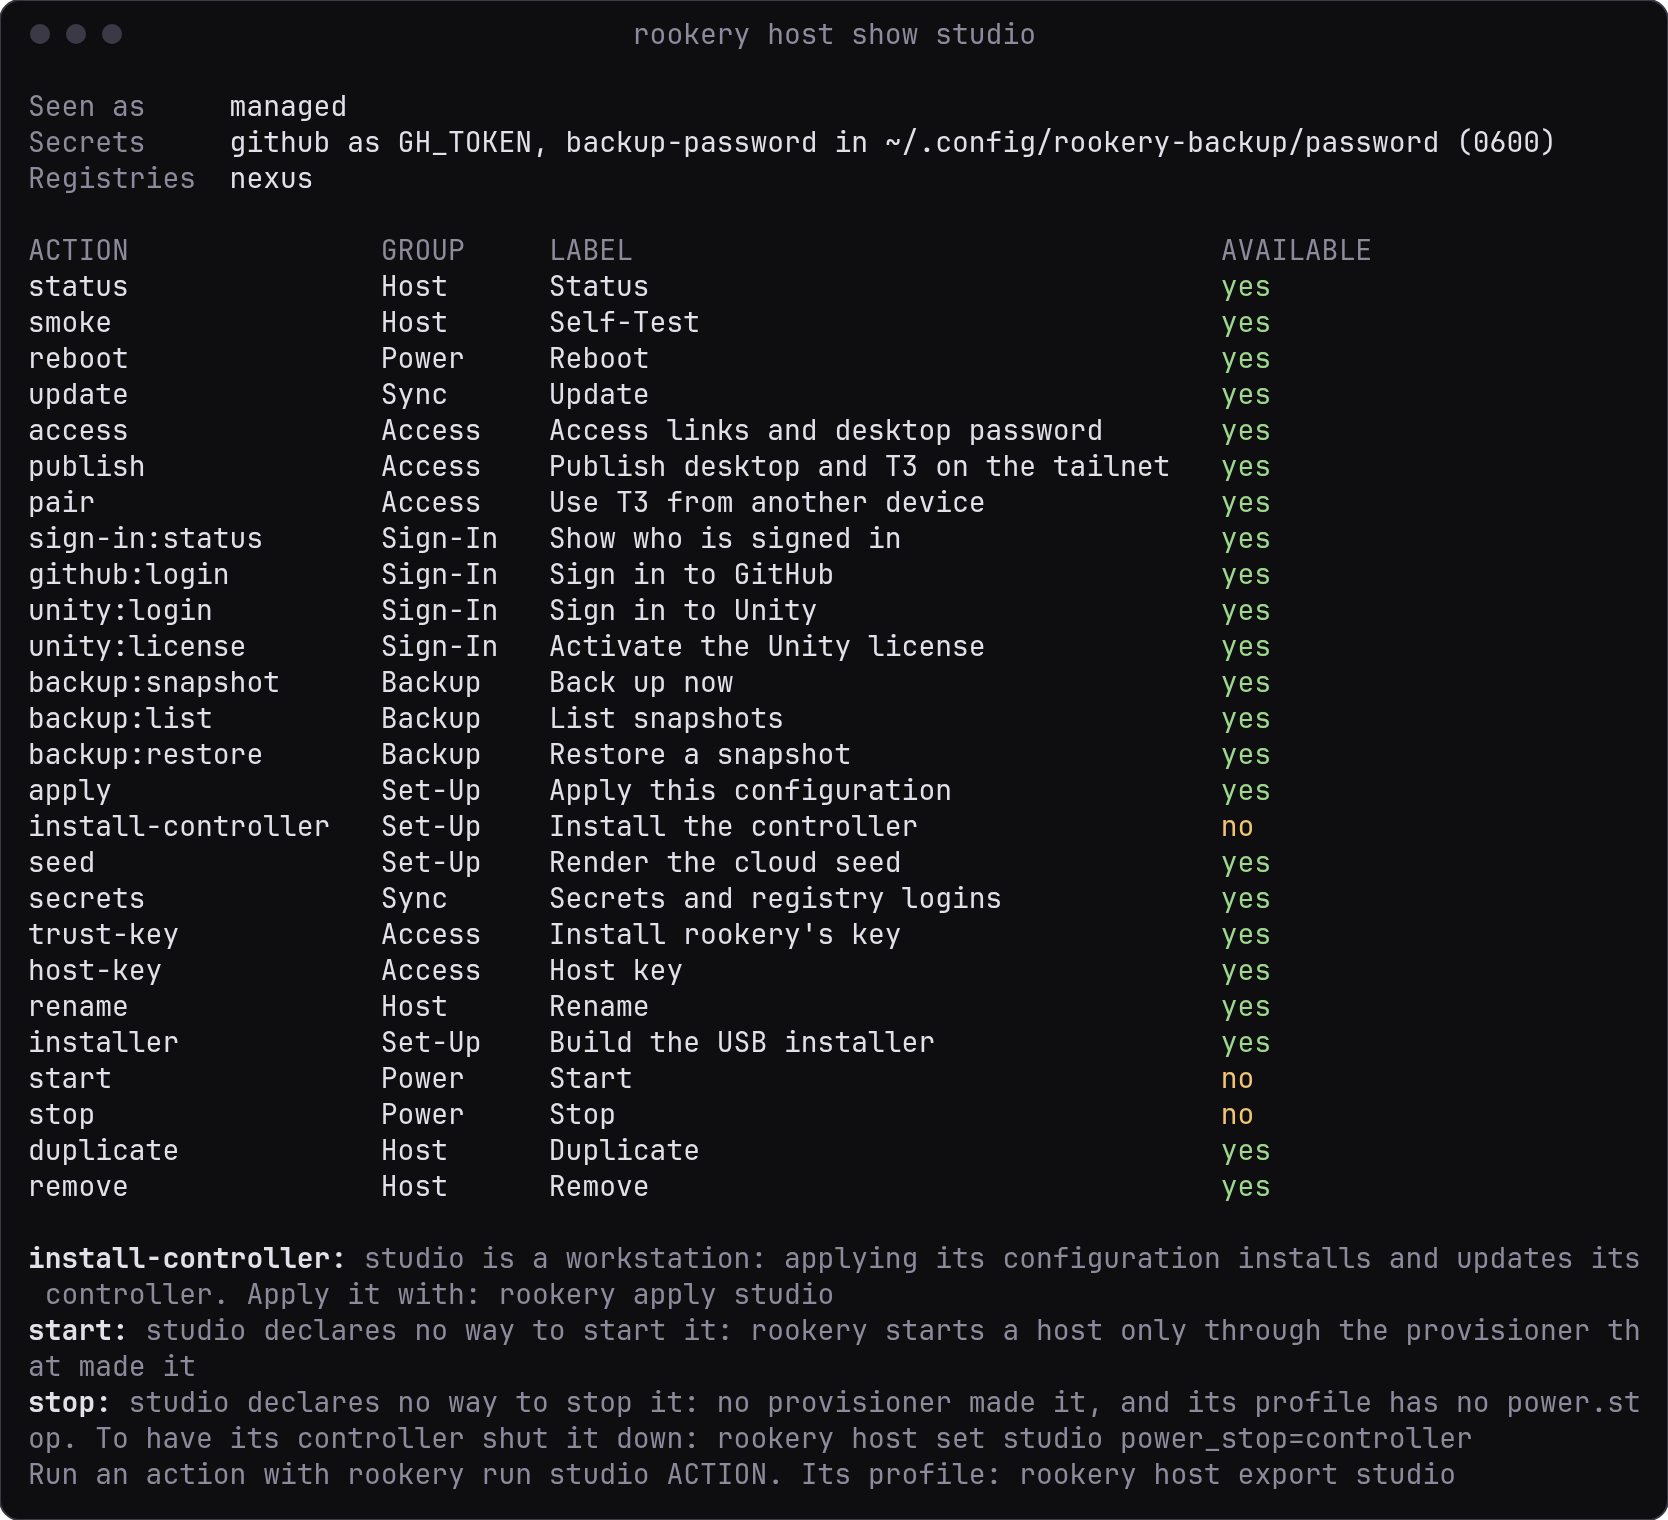 rookery host show studio
Seen as     managed
Secrets     github as GH_TOKEN, backup-password in ~/.config/rookery-backup/password (0600)
Registries  nexus
ACTION               GROUP     LABEL                                   AVAILABLE
status               Host      Status                                  yes
smoke                Host      Self-Test                               yes
reboot               Power     Reboot                                  yes
update               Sync      Update                                  yes
access               Access    Access links and desktop password       yes
publish              Access    Publish desktop and T3 on the tailnet   yes
pair                 Access    Use T3 from another device              yes
sign-in:status       Sign-In   Show who is signed in                   yes
github:login         Sign-In   Sign in to GitHub                       yes
unity:login          Sign-In   Sign in to Unity                        yes
unity:license        Sign-In   Activate the Unity license              yes
backup:snapshot      Backup    Back up now                             yes
backup:list          Backup    List snapshots                          yes
backup:restore       Backup    Restore a snapshot                      yes
apply                Set-Up    Apply this configuration                yes
install-controller   Set-Up    Install the controller                  no
seed                 Set-Up    Render the cloud seed                   yes
secrets              Sync      Secrets and registry logins             yes
trust-key            Access    Install rookery's key                   yes
host-key             Access    Host key                                yes
rename               Host      Rename                                  yes
installer            Set-Up    Build the USB installer                 yes
start                Power     Start                                   no
stop                 Power     Stop                                    no
duplicate            Host      Duplicate                               yes
remove               Host      Remove                                  yes
install-controller: studio is a workstation: applying its configuration installs and updates its
 controller. Apply it with: rookery apply studio
start: studio declares no way to start it: rookery starts a host only through the provisioner th
at made it
stop: studio declares no way to stop it: no provisioner made it, and its profile has no power.st
op. To have its controller shut it down: rookery host set studio power_stop=controller
Run an action with rookery run studio ACTION. Its profile: rookery host export studio